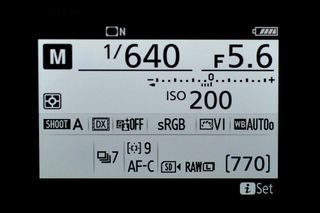 N
M 1/640 F5.6
- +
ISO 200
SHOOT A DX OFF sRGB VI WB AUTO0
7 [ ] 9
AF-C SD RAW L [770]
i Set